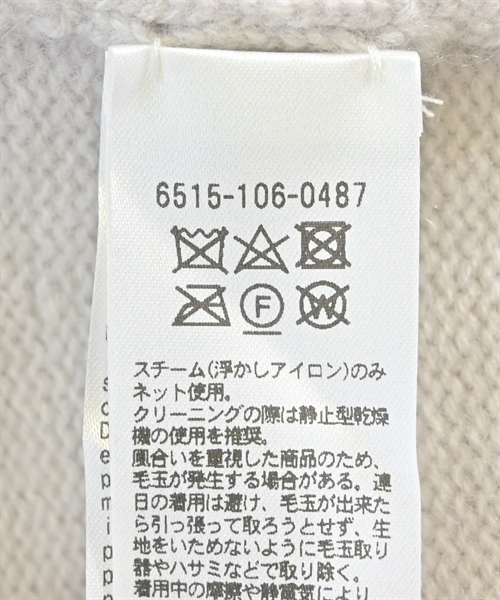 6515-106-0487
F
W
スチーム(浮かしアイロン)のみ
ネット使用。
クリーニングの際は静止型乾燥
機の使用を推奨。
風合いを重視した商品のため、
毛玉が発生する場合がある。連
日の着用は避け、毛玉が出来た
ら引っ張って取ろうとせず、生
地をいためないように毛玉取り
器やハサミなどで取り除く。
着用中の摩擦や静電気により